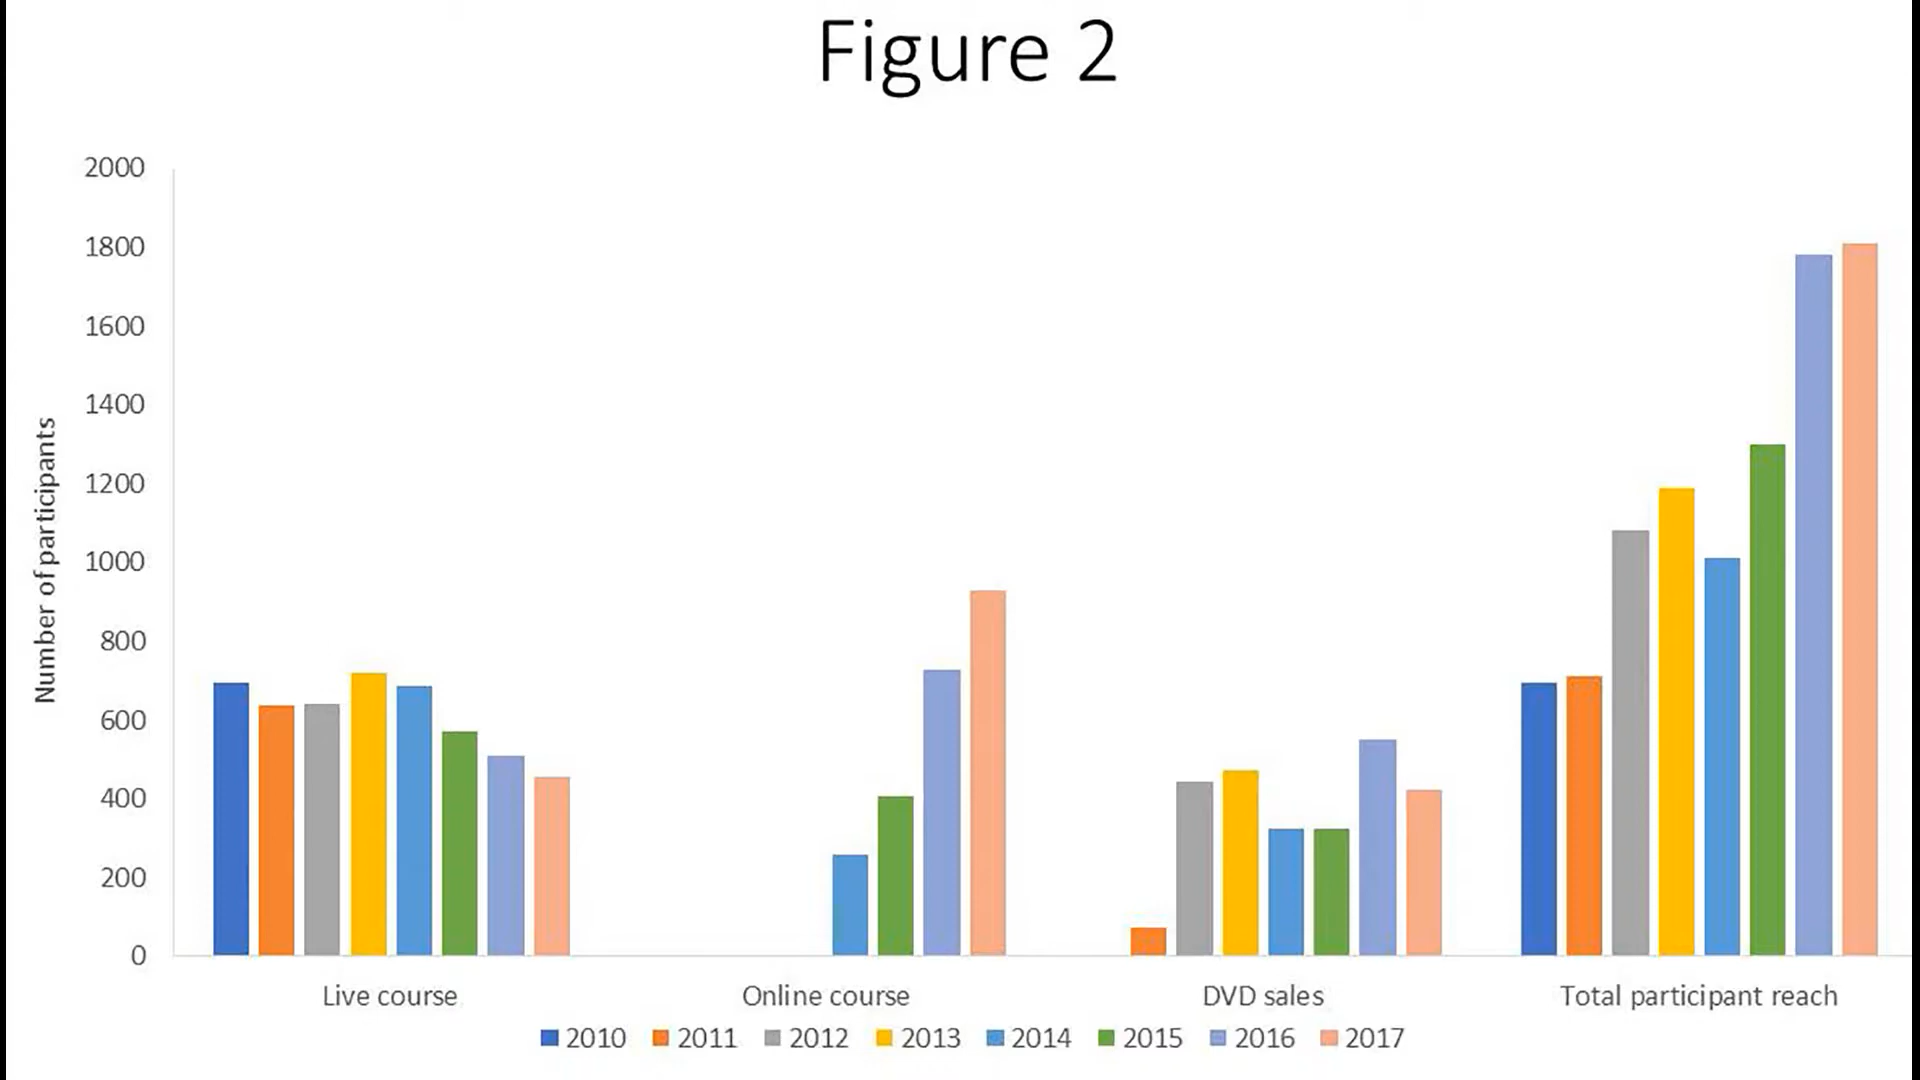 Figure 2
2000
1800
1600
1400
1200
1000
800
600
400
200
0
Number of participants
Live course
Online course
DVD sales
Total participant reach
2010 2011 2012 2013 2014 2015 2016 2017